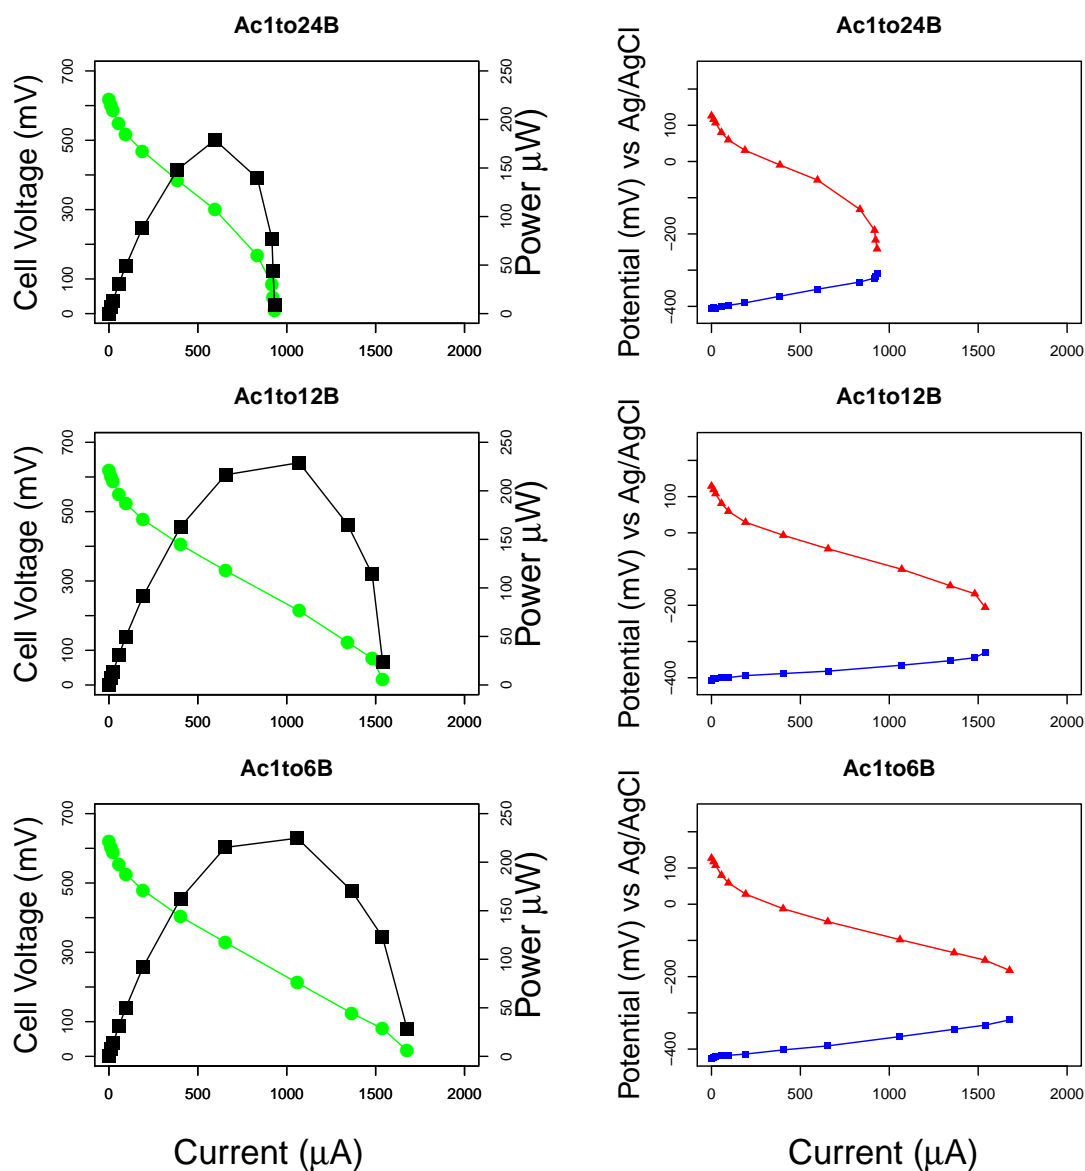 Ac1to24B
Cell Voltage (mV)
0 100 300 500 700
Power μW)
0 50 100 150 200 250
0 500 1000 1500 2000
Ac1to24B
Potential (mV) vs Ag/AgCl
−400 −200 0 100
0 500 1000 1500 2000
Ac1to12B
Cell Voltage (mV)
0 100 300 500 700
Power μW)
0 50 100 150 200 250
0 500 1000 1500 2000
Ac1to12B
Potential (mV) vs Ag/AgCl
−400 −200 0 100
0 500 1000 1500 2000
Ac1to6B
Cell Voltage (mV)
0 100 300 500 700
Power μW)
0 50 100 150 200 250
0 500 1000 1500 2000
Ac1to6B
Potential (mV) vs Ag/AgCl
−400 −200 0 100
0 500 1000 1500 2000
Current (μA)
Current (μA)